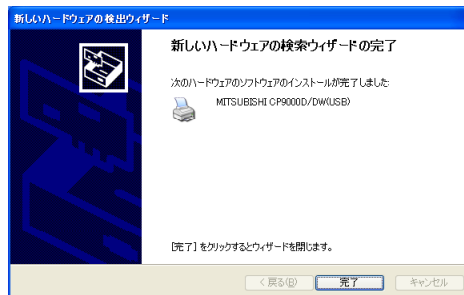 新しいハードウェアの検出ウィザード
新しいハードウェアの検索ウィザードの完了
次のハードウェアのソフトウェアのインストールが完了しました:
MITSUBISHI CP9000D/DW(USB)
[完了] をクリックするとウィザードを閉じます。
< 戻る(B) 完了 キャンセル